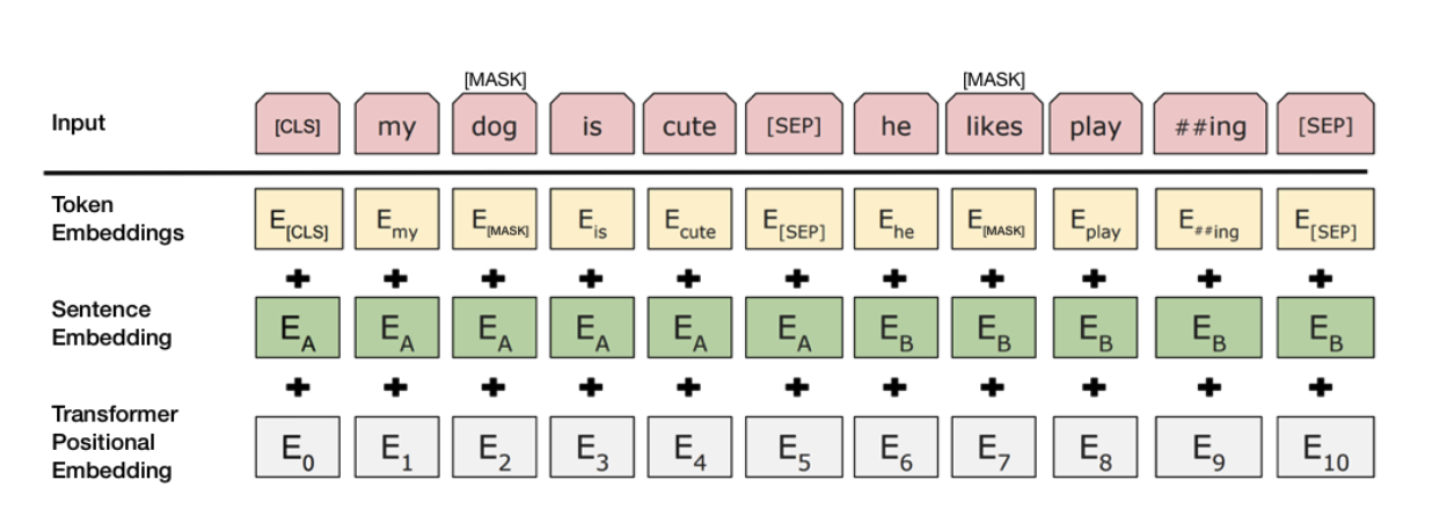 [MASK] [MASK]
Input [CLS] my dog is cute [SEP] he likes play ##ing [SEP]
Token
Embeddings
E[CLS] Emy E[MASK] Eis Ecute E[SEP] Ehe E[MASK] Eplay E##ing E[SEP]
+ + + + + + + + + + +
Sentence
Embedding
EA EA EA EA EA EA EB EB EB EB EB
+ + + + + + + + + + +
Transformer
Positional
Embedding
E0 E1 E2 E3 E4 E5 E6 E7 E8 E9 E10